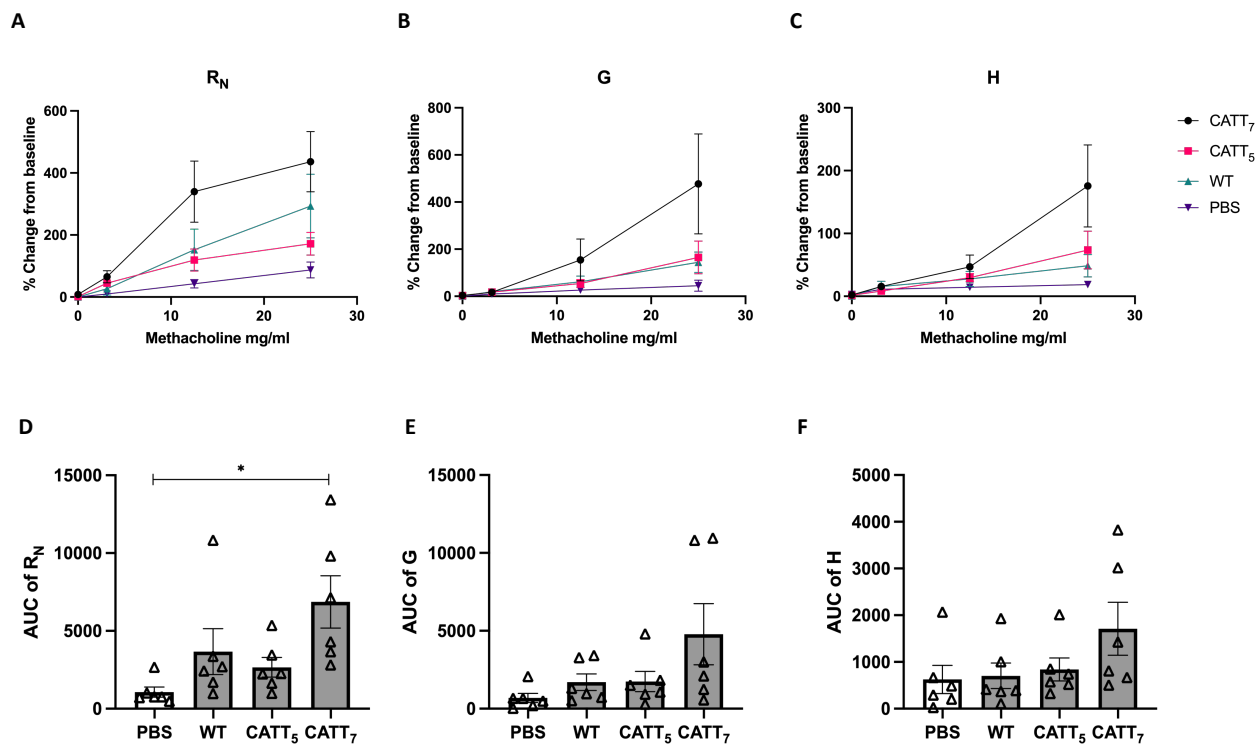 A
B
C
R_N
G
H
% Change from baseline
600
400
200
0
0
10
20
30
Methacholine mg/ml
% Change from baseline
800
600
400
200
0
0
10
20
30
Methacholine mg/ml
% Change from baseline
300
200
100
0
0
10
20
30
Methacholine mg/ml
CATT₇
CATT₅
WT
PBS
D
E
F
AUC of R_N
15000
10000
5000
0
*
PBS WT CATT₅ CATT₇
AUC of G
15000
10000
5000
0
PBS WT CATT₅ CATT₇
AUC of H
5000
4000
3000
2000
1000
0
PBS WT CATT₅ CATT₇